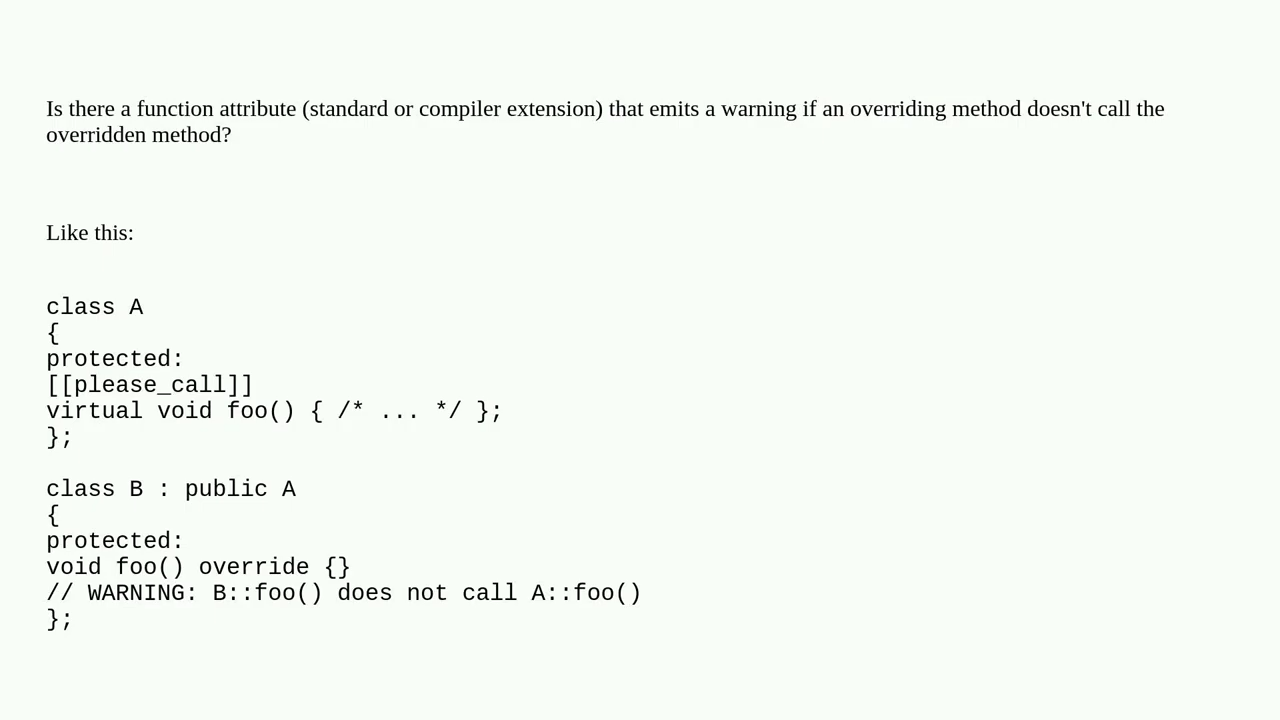 Is there a function attribute (standard or compiler extension) that emits a warning if an overriding method doesn't call the
overridden method?
Like this:
class A
{
protected:
[[please_call]]
virtual void foo() { /* ... */ };
};
class B : public A
{
protected:
void foo() override {}
// WARNING: B::foo() does not call A::foo()
};